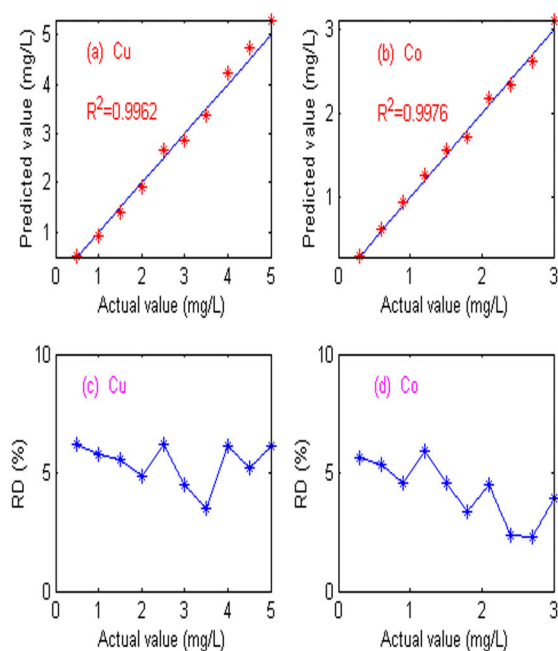 (a) Cu
R²=0.9962
Predicted value (mg/L)
5
4
3
2
1
0 1 2 3 4 5
Actual value (mg/L)
(b) Co
R²=0.9976
Predicted value (mg/L)
3
2
1
0 1 2 3
Actual value (mg/L)
(c) Cu
RD (%)
10
5
0
0 1 2 3 4 5
Actual value (mg/L)
(d) Co
RD (%)
10
5
0
0 1 2 3
Actual value (mg/L)